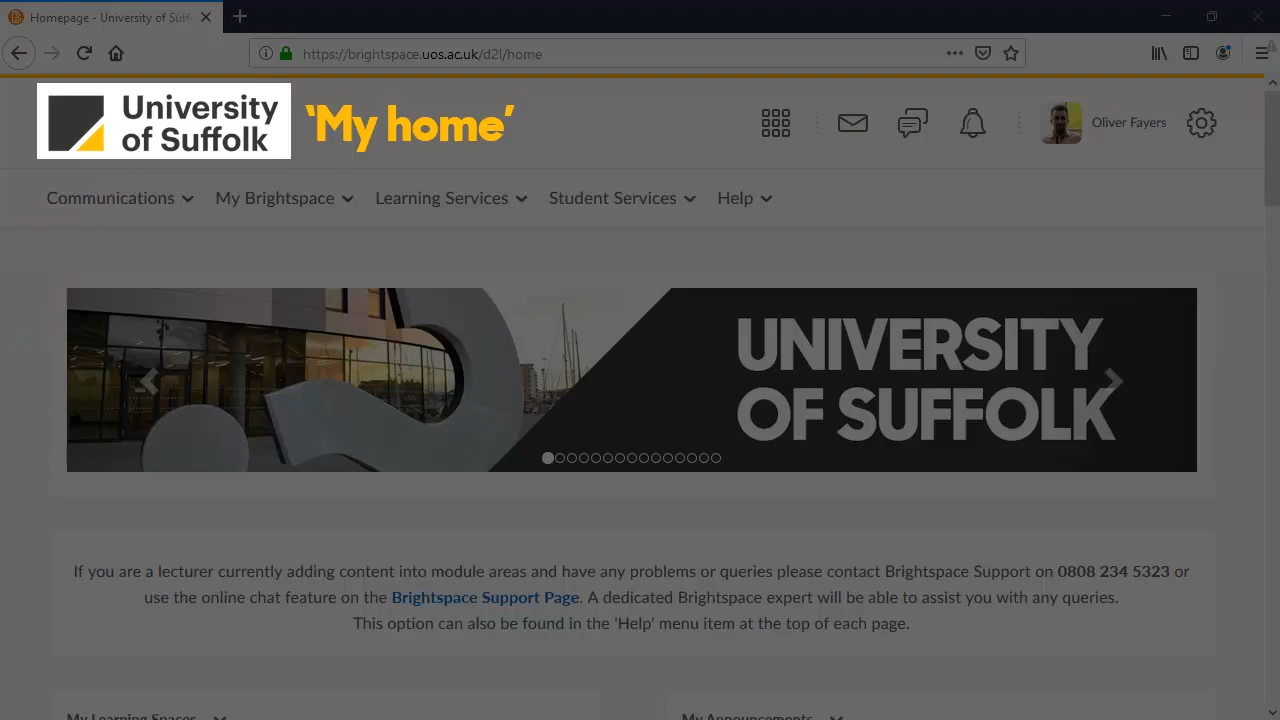 Homepage - University of Suff
https://brightspace.uos.ac.uk/d2l/home
University
of Suffolk
‘My home’
Oliver Fayers
Communications
My Brightspace
Learning Services
Student Services
Help
UNIVERSITY
OF SUFFOLK
If you are a lecturer currently adding content into module areas and have any problems or queries please contact Brightspace Support on 0808 234 5323 or
use the online chat feature on the Brightspace Support Page. A dedicated Brightspace expert will be able to assist you with any queries.
This option can also be found in the 'Help' menu item at the top of each page.
My Learning Spaces
My Announcements